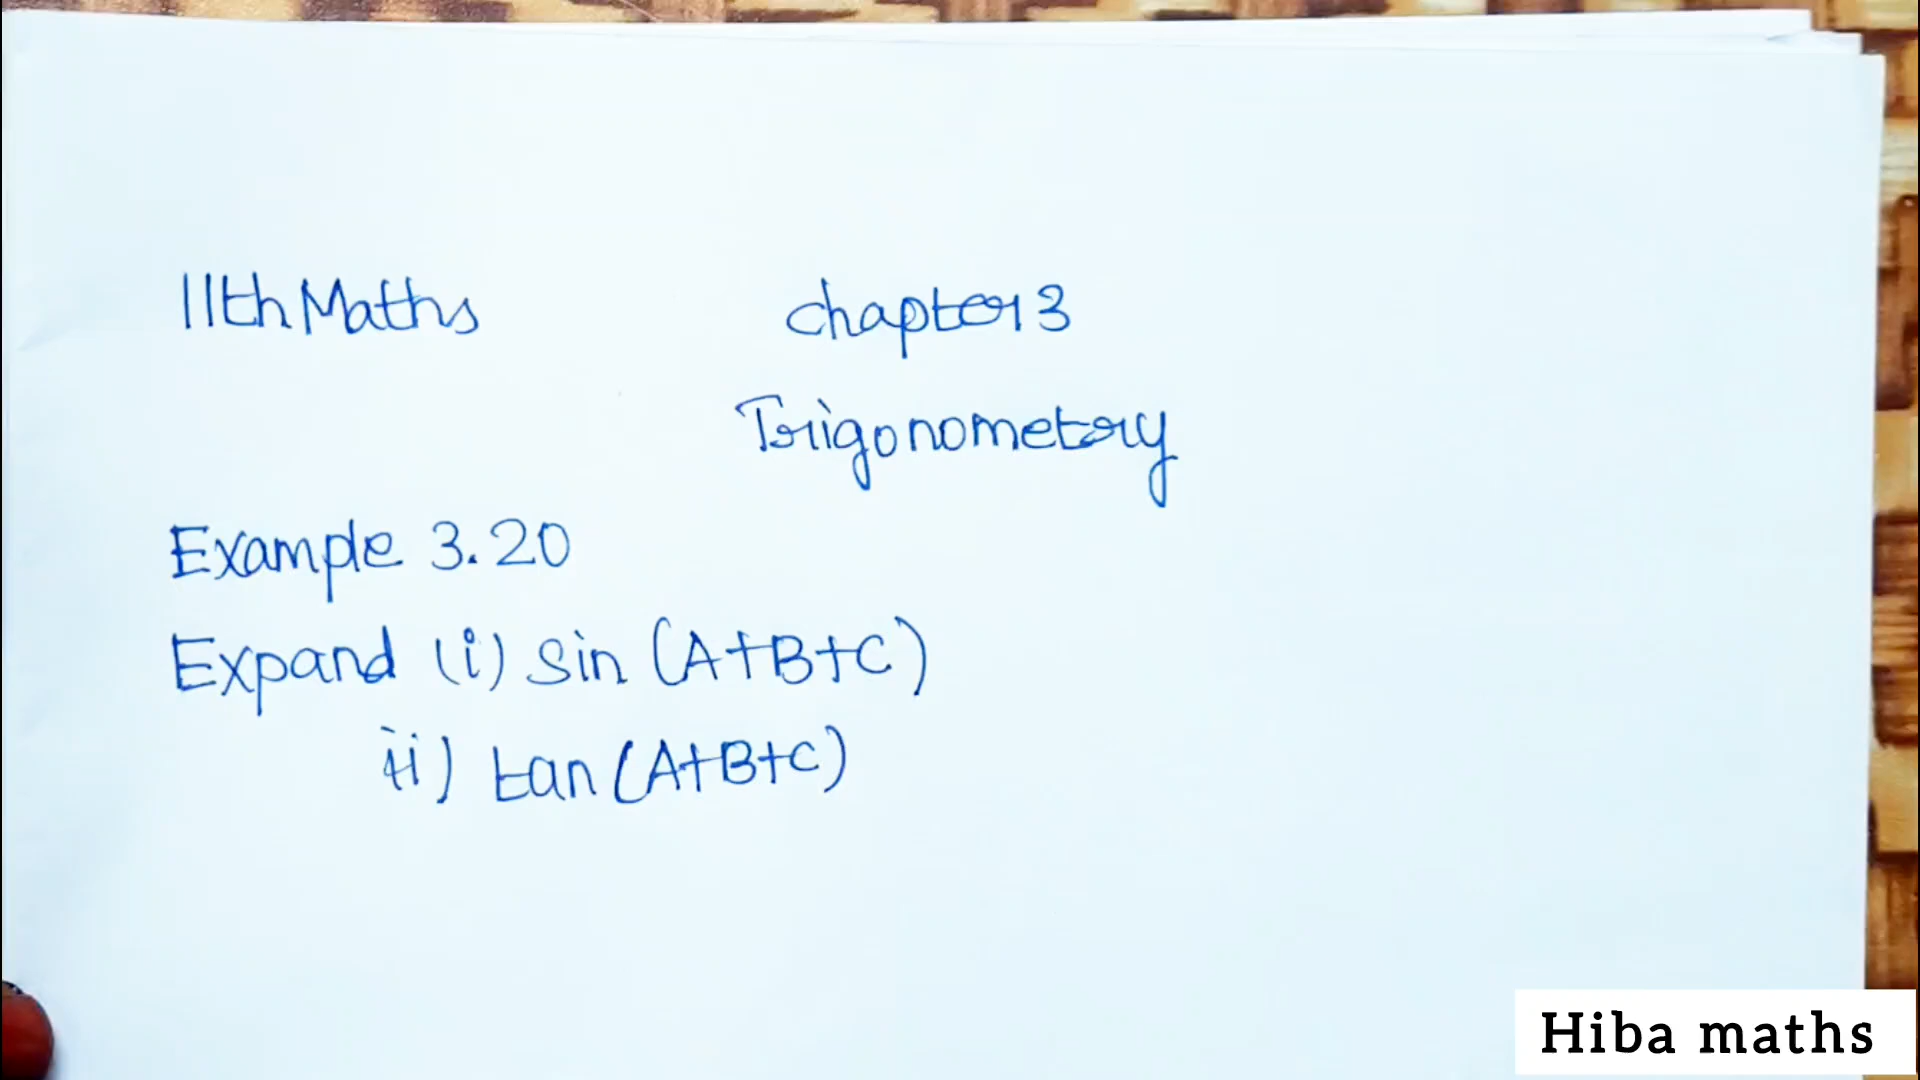 11th Maths chapter 3
Trigonometry
Example 3.20
Expand (i) sin (A+B+C)
ii) tan (A+B+C)
Hiba maths